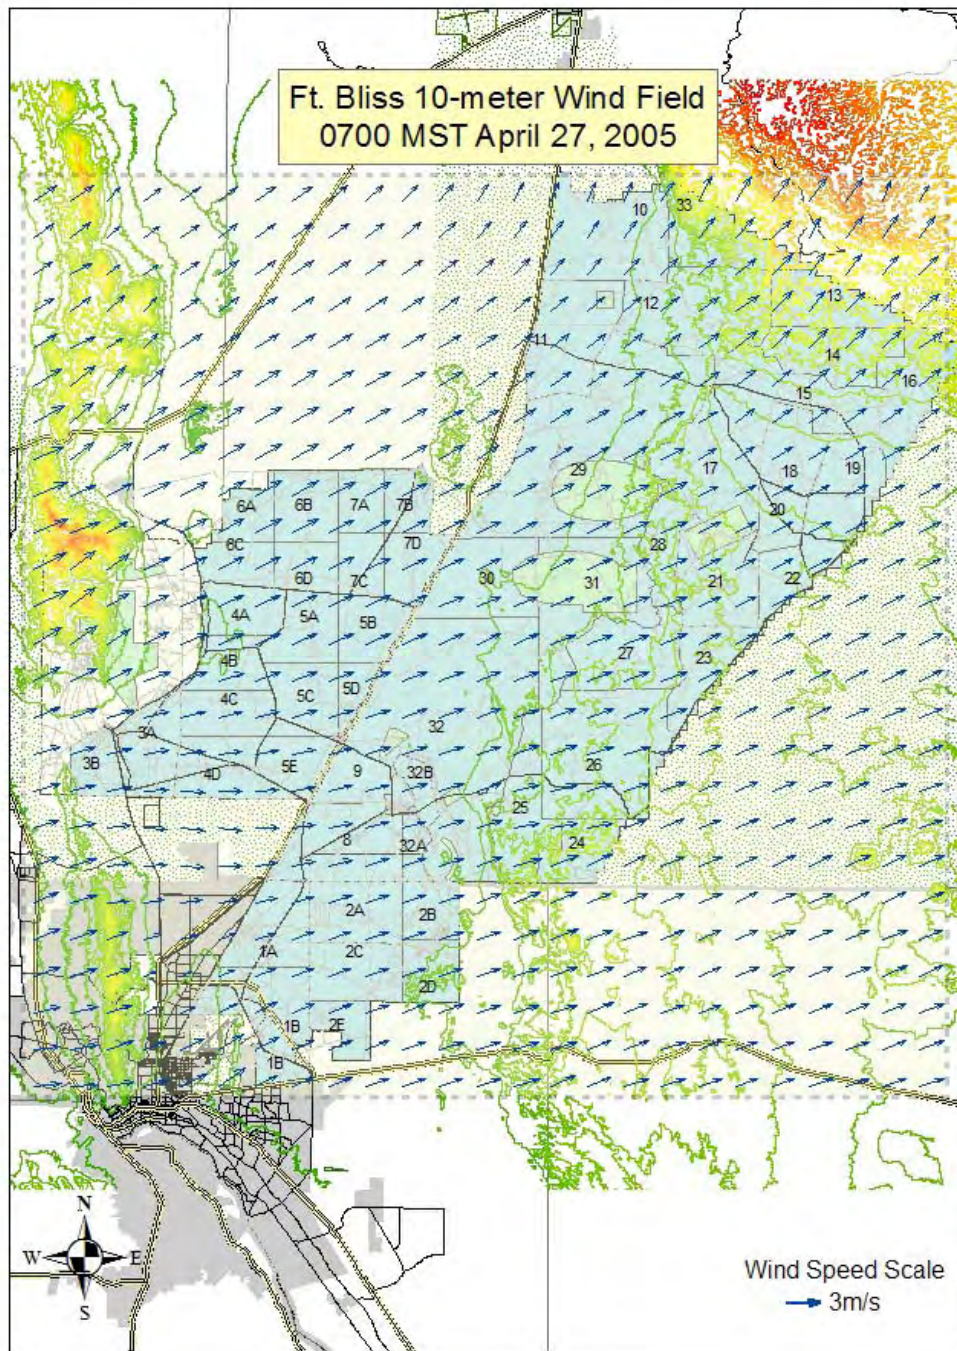 Ft. Bliss 10-meter Wind Field
0700 MST April 27, 2005
10
33
13
12
11
14
16
15
29
17
18
19
6A
6B
7A
7B
20
6C
7D
28
6D
7C
30
31
21
22
4A
5A
5B
4B
27
23
4C
5C
5D
3A
32
3B
4D
5E
9
32B
26
25
8
32A
24
2A
2B
1A
2C
2D
1B
2E
1B
N
W
E
S
Wind Speed Scale
3m/s